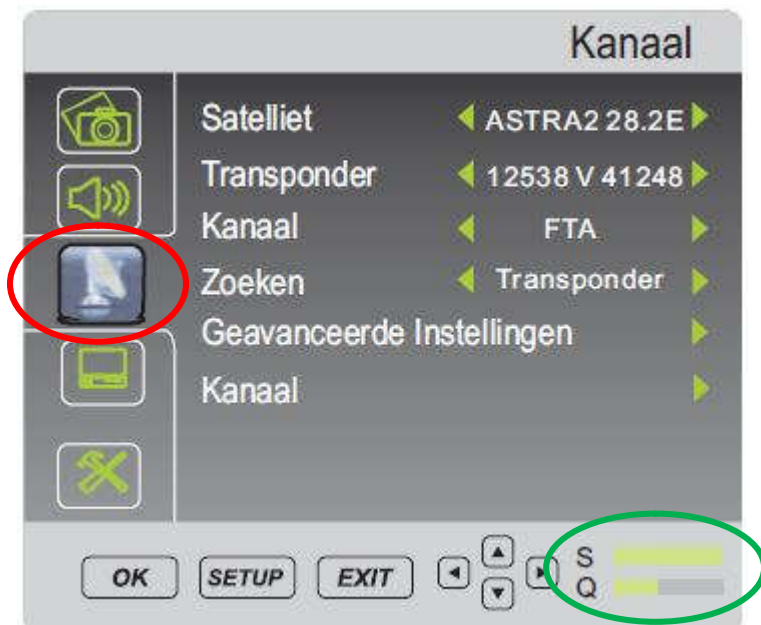 Kanaal
Satelliet ASTRA2 28.2E
Transponder 12538 V 41248
Kanaal FTA
Zoeken Transponder
Geavanceerde Instellingen
Kanaal
OK SETUP EXIT S
Q